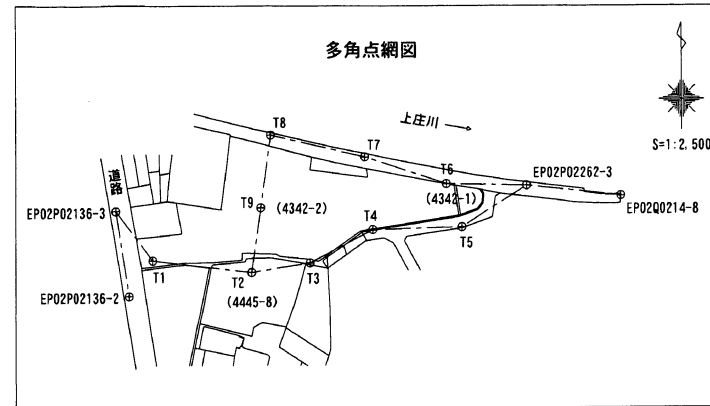 多角点網図
T8
上庄川
T7
S=1:2,500
T6
EP02P02262-3
道路
(4342-1)
EP02Q0214-8
T9
(4342-2)
EP02P02136-3
T4
T5
T1
T2
T3
EP02P02136-2
(4445-8)